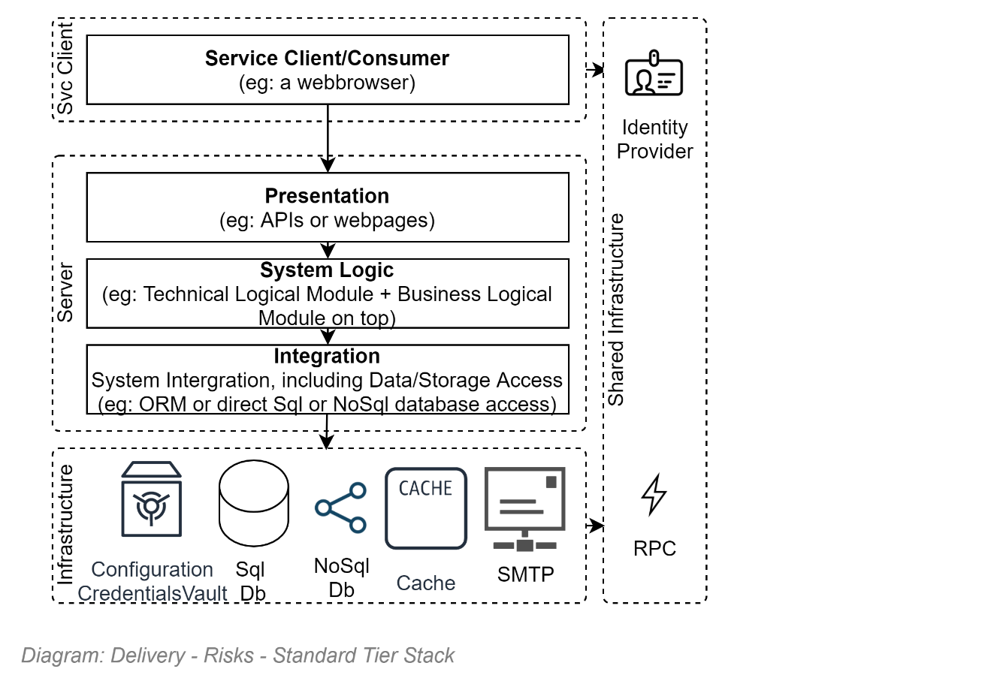 Svc Client
Service Client/Consumer
(eg: a webbrowser)
Identity
Provider
Server
Presentation
(eg: APIs or webpages)
System Logic
(eg: Technical Logical Module + Business Logical
Module on top)
Integration
System Intergration, including Data/Storage Access
(eg: ORM or direct Sql or NoSql database access)
Shared Infrastructure
Infrastructure
Configuration
CredentialsVault
Sql
Db
NoSql
Db
CACHE
Cache
SMTP
RPC
Diagram: Delivery - Risks - Standard Tier Stack